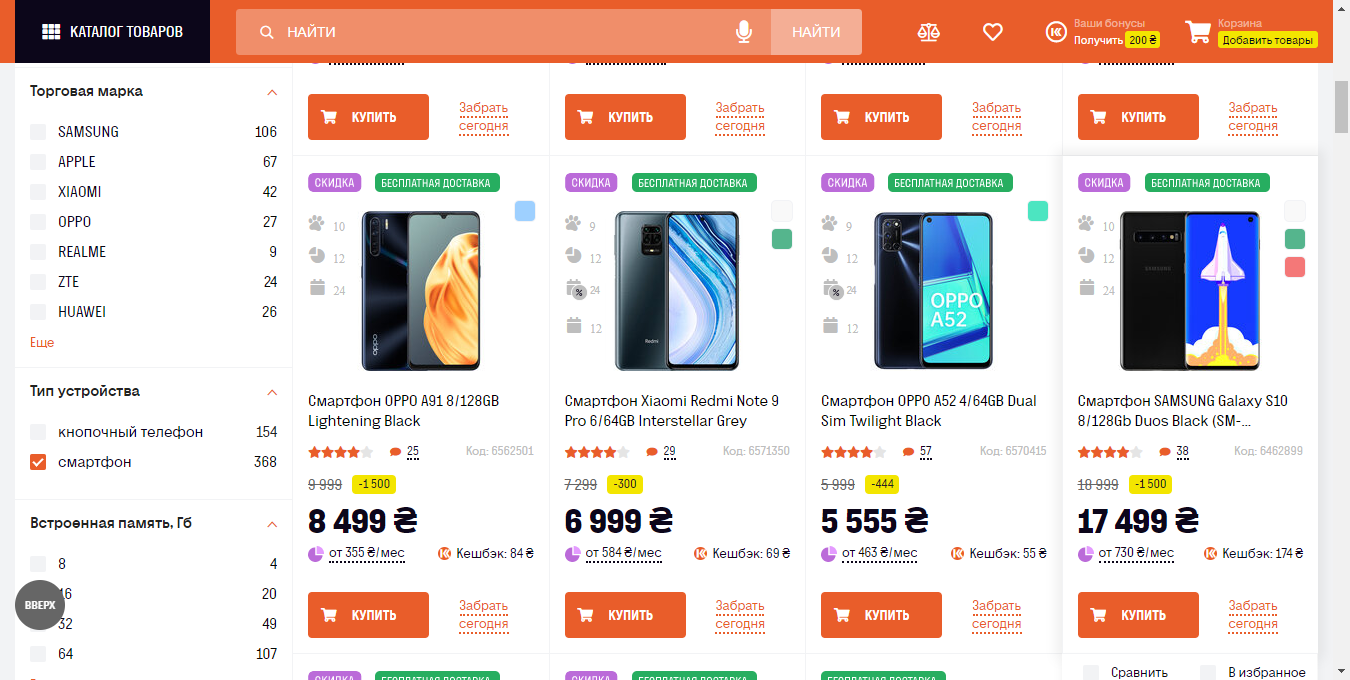 КАТАЛОГ ТОВАРОВ
НАЙТИ
НАЙТИ
Ваши бонусы
Получить 200 ₴
Корзина
Добавить товары
Торговая марка
SAMSUNG 106
APPLE 67
XIAOMI 42
OPPO 27
REALME 9
ZTE 24
HUAWEI 26
Еще
Тип устройства
кнопочный телефон 154
смартфон 368
Встроенная память, Гб
8 4
16 20
32 49
64 107
ВВЕРХ
КУПИТЬ
Забрать
сегодня
КУПИТЬ
Забрать
сегодня
КУПИТЬ
Забрать
сегодня
КУПИТЬ
Забрать
сегодня
СКИДКА БЕСПЛАТНАЯ ДОСТАВКА
10
12
24
oppo
Смартфон OPPO A91 8/128GB
Lightening Black
25 Код: 6562501
9 999 -1 500
8 499 ₴
от 355 ₴/мес Кешбэк: 84 ₴
КУПИТЬ
Забрать
сегодня
СКИДКА БЕСПЛАТНАЯ ДОСТАВКА
9
12
% 24
12
Redmi
Смартфон Xiaomi Redmi Note 9
Pro 6/64GB Interstellar Grey
29 Код: 6571350
7 299 -300
6 999 ₴
от 584 ₴/мес Кешбэк: 69 ₴
КУПИТЬ
Забрать
сегодня
СКИДКА БЕСПЛАТНАЯ ДОСТАВКА
9
12
% 24
12
OPPO
A52
Смартфон OPPO A52 4/64GB Dual
Sim Twilight Black
57 Код: 6570415
5 999 -444
5 555 ₴
от 463 ₴/мес Кешбэк: 55 ₴
КУПИТЬ
Забрать
сегодня
СКИДКА БЕСПЛАТНАЯ ДОСТАВКА
10
12
24
SAMSUNG
Смартфон SAMSUNG Galaxy S10
8/128Gb Duos Black (SM-...
38 Код: 6462899
18 999 -1 500
17 499 ₴
от 730 ₴/мес Кешбэк: 174 ₴
КУПИТЬ
Забрать
сегодня
Сравнить В избранное
СКИДКА БЕСПЛАТНАЯ ДОСТАВКА
СКИДКА БЕСПЛАТНАЯ ДОСТАВКА
БЕСПЛАТНАЯ ДОСТАВКА